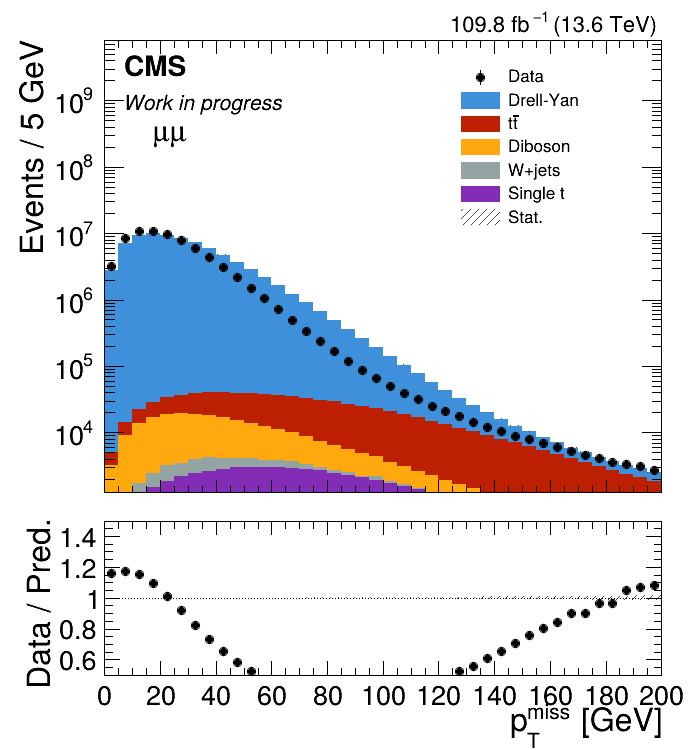 109.8 fb⁻¹ (13.6 TeV)
CMS
Work in progress
μμ
Data
Drell-Yan
tt̅
Diboson
W+jets
Single t
Stat.
Events / 5 GeV
10⁹
10⁸
10⁷
10⁶
10⁵
10⁴
Data / Pred.
1.4
1.2
1
0.8
0.6
0 20 40 60 80 100 120 140 160 180 200
p_T^miss [GeV]